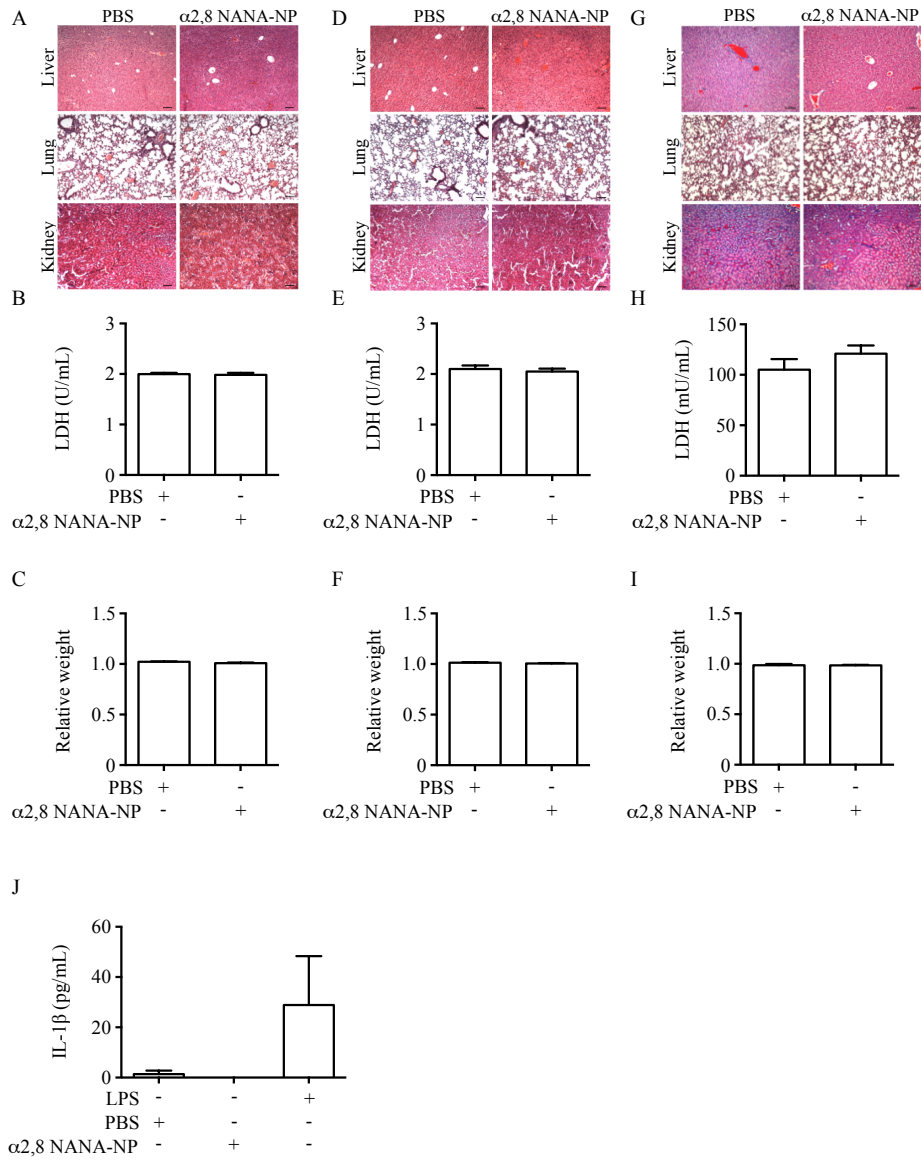 A
PBS α2,8 NANA-NP
Liver
Lung
Kidney
D
PBS α2,8 NANA-NP
Liver
Lung
Kidney
G
PBS α2,8 NANA-NP
Liver
Lung
Kidney
B
LDH (U/mL)
3
2
1
0
PBS + -
α2,8 NANA-NP - +
E
LDH (U/mL)
3
2
1
0
PBS + -
α2,8 NANA-NP - +
H
LDH (mU/mL)
150
100
50
0
PBS + -
α2,8 NANA-NP - +
C
Relative weight
1.5
1.0
0.5
0
PBS + -
α2,8 NANA-NP - +
F
Relative weight
1.5
1.0
0.5
0
PBS + -
α2,8 NANA-NP - +
I
Relative weight
1.5
1.0
0.5
0
PBS + -
α2,8 NANA-NP - +
J
IL-1β (pg/mL)
60
40
20
0
LPS - - +
PBS + - -
α2,8 NANA-NP - + -